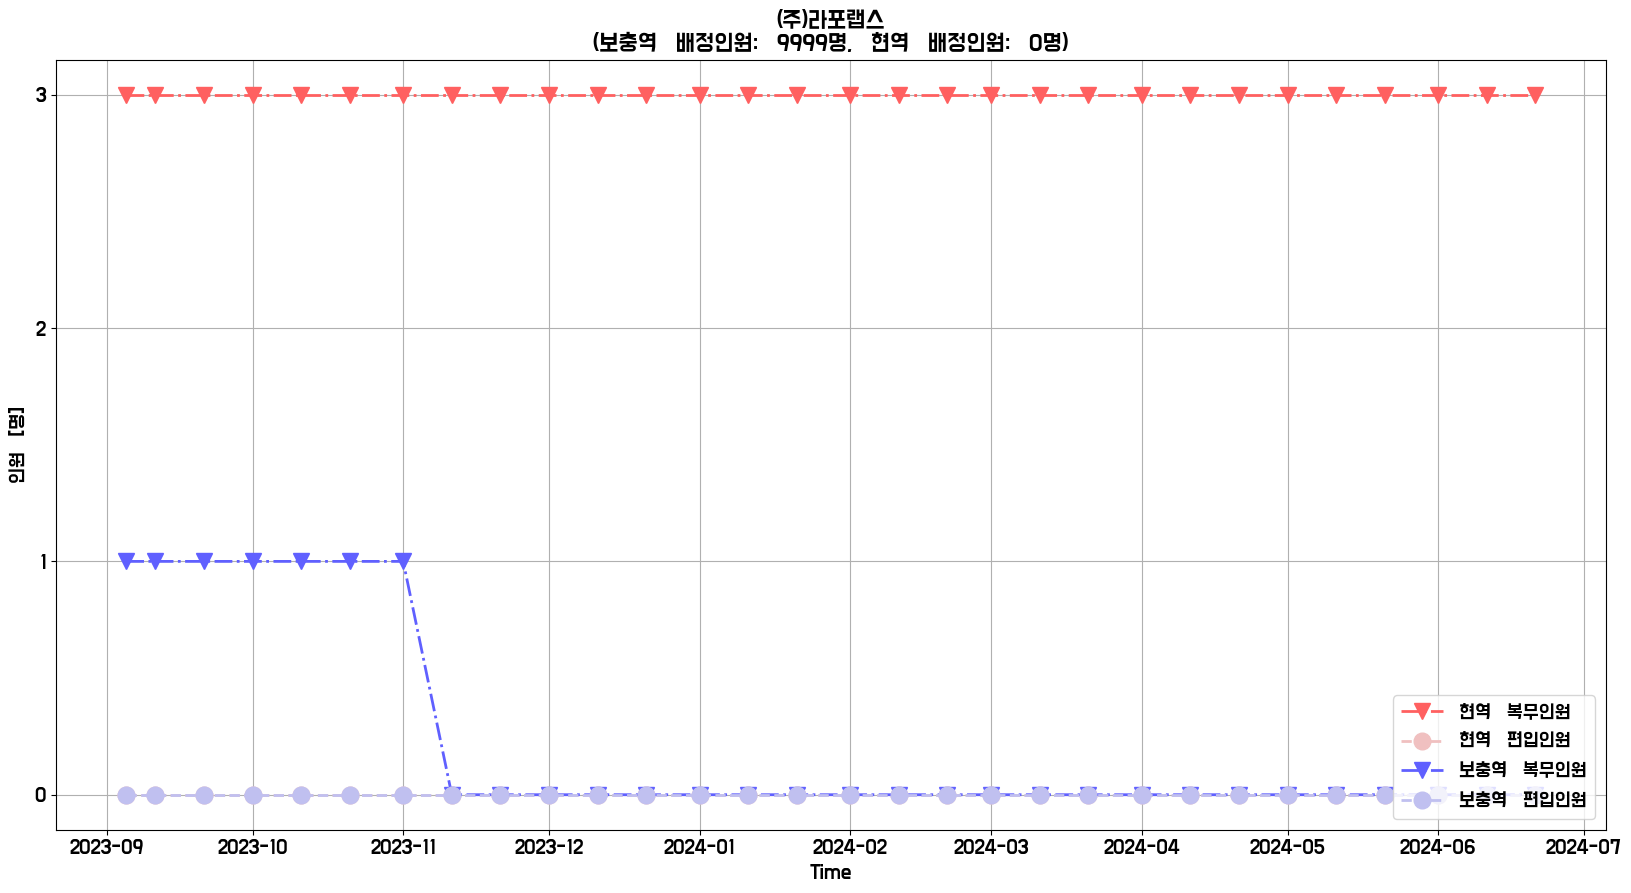 (주)라포랩스
(보충역 배정인원: 9999명, 현역 배정인원: 0명)
인원 [명]
3
2
1
0
현역 복무인원
현역 편입인원
보충역 복무인원
보충역 편입인원
2023-09 2023-10 2023-11 2023-12 2024-01 2024-02 2024-03 2024-04 2024-05 2024-06 2024-07
Time